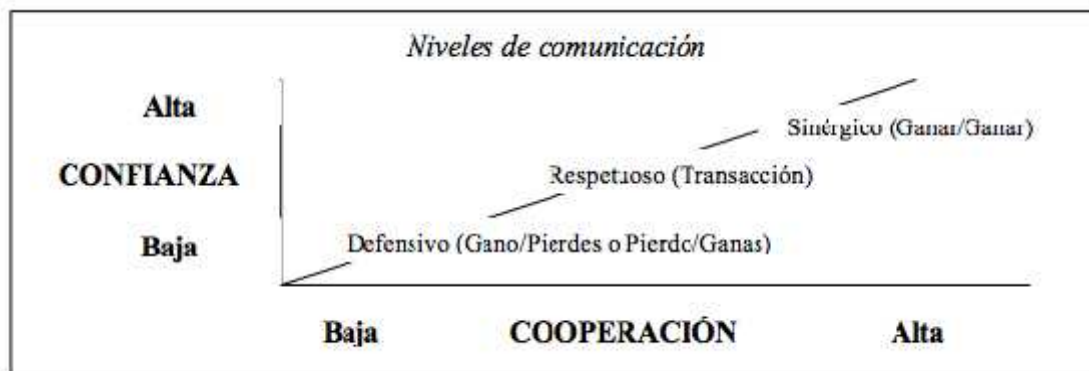 Niveles de comunicación
Alta
Sinérgico (Ganar/Ganar)
CONFIANZA
Respetuoso (Transacción)
Baja
Defensivo (Gano/Pierdes o Pierdo/Ganas)
Baja COOPERACIÓN Alta